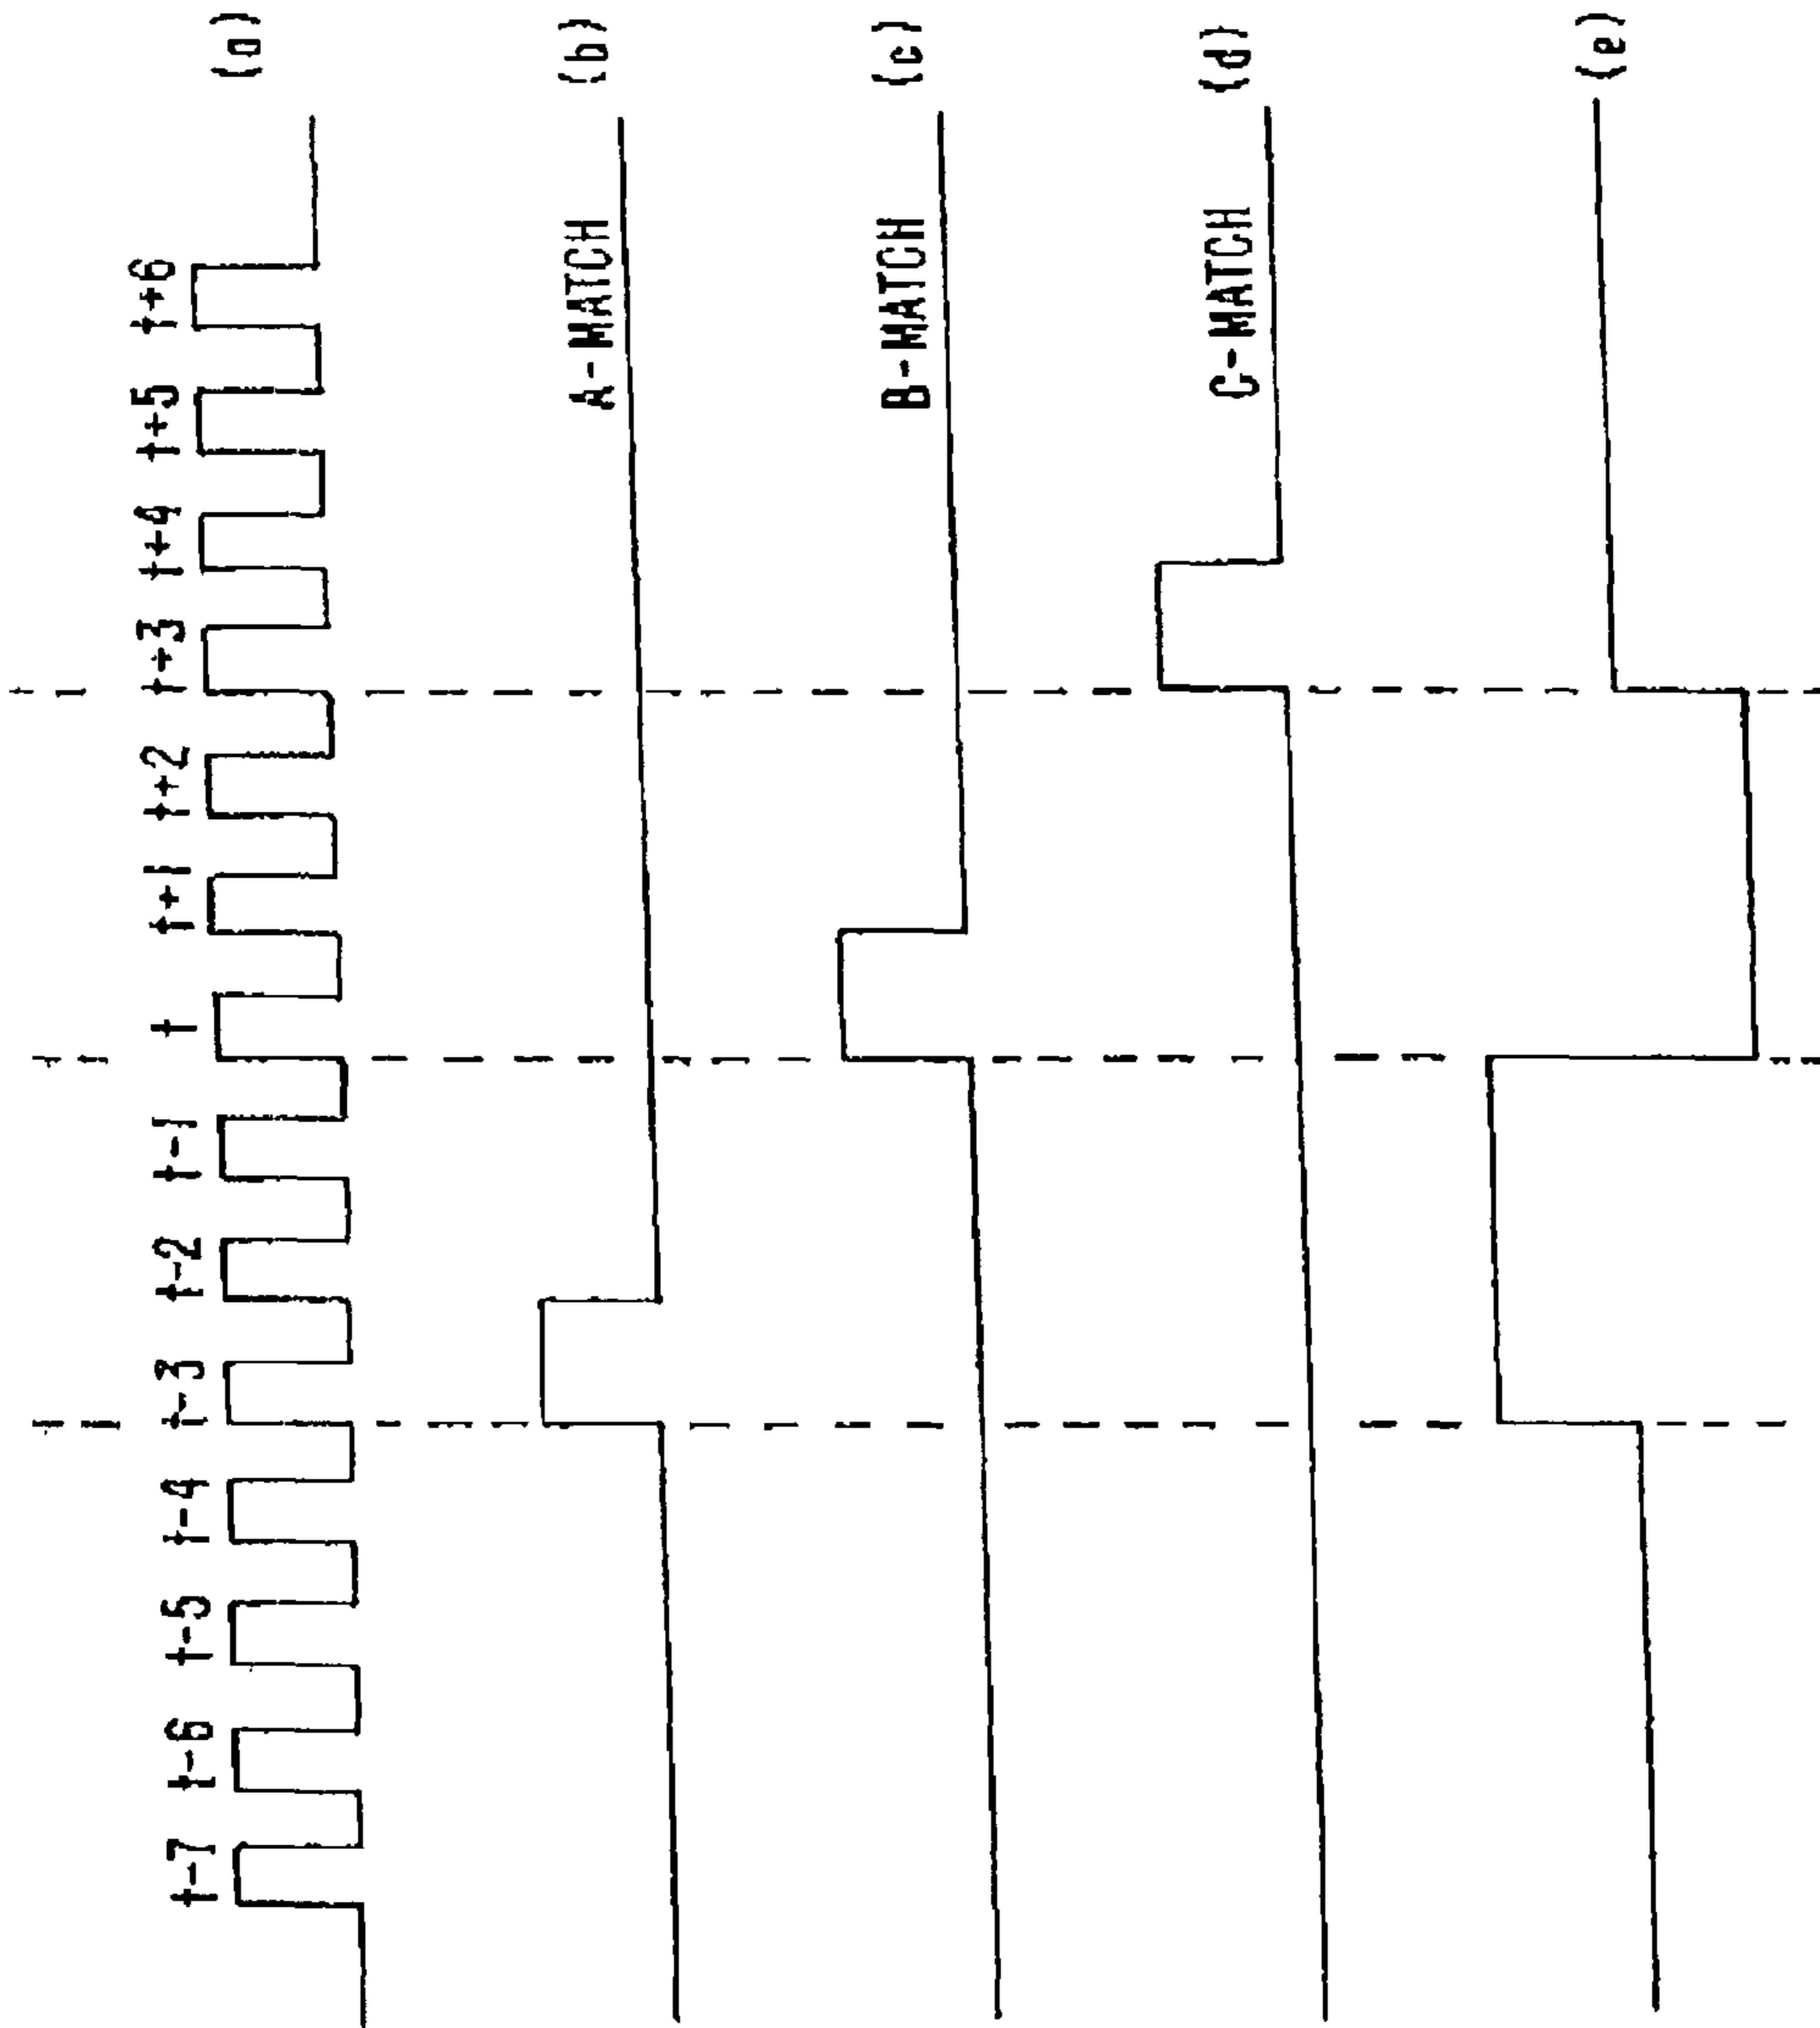 t-7 t-6 t-5 t-4 t-3 t-2 t-1 t t+1 t+2 t+3 t+4 t+5 t+6
(a)
A-MATCH (b)
B-MATCH (c)
C-MATCH (d)
(e)